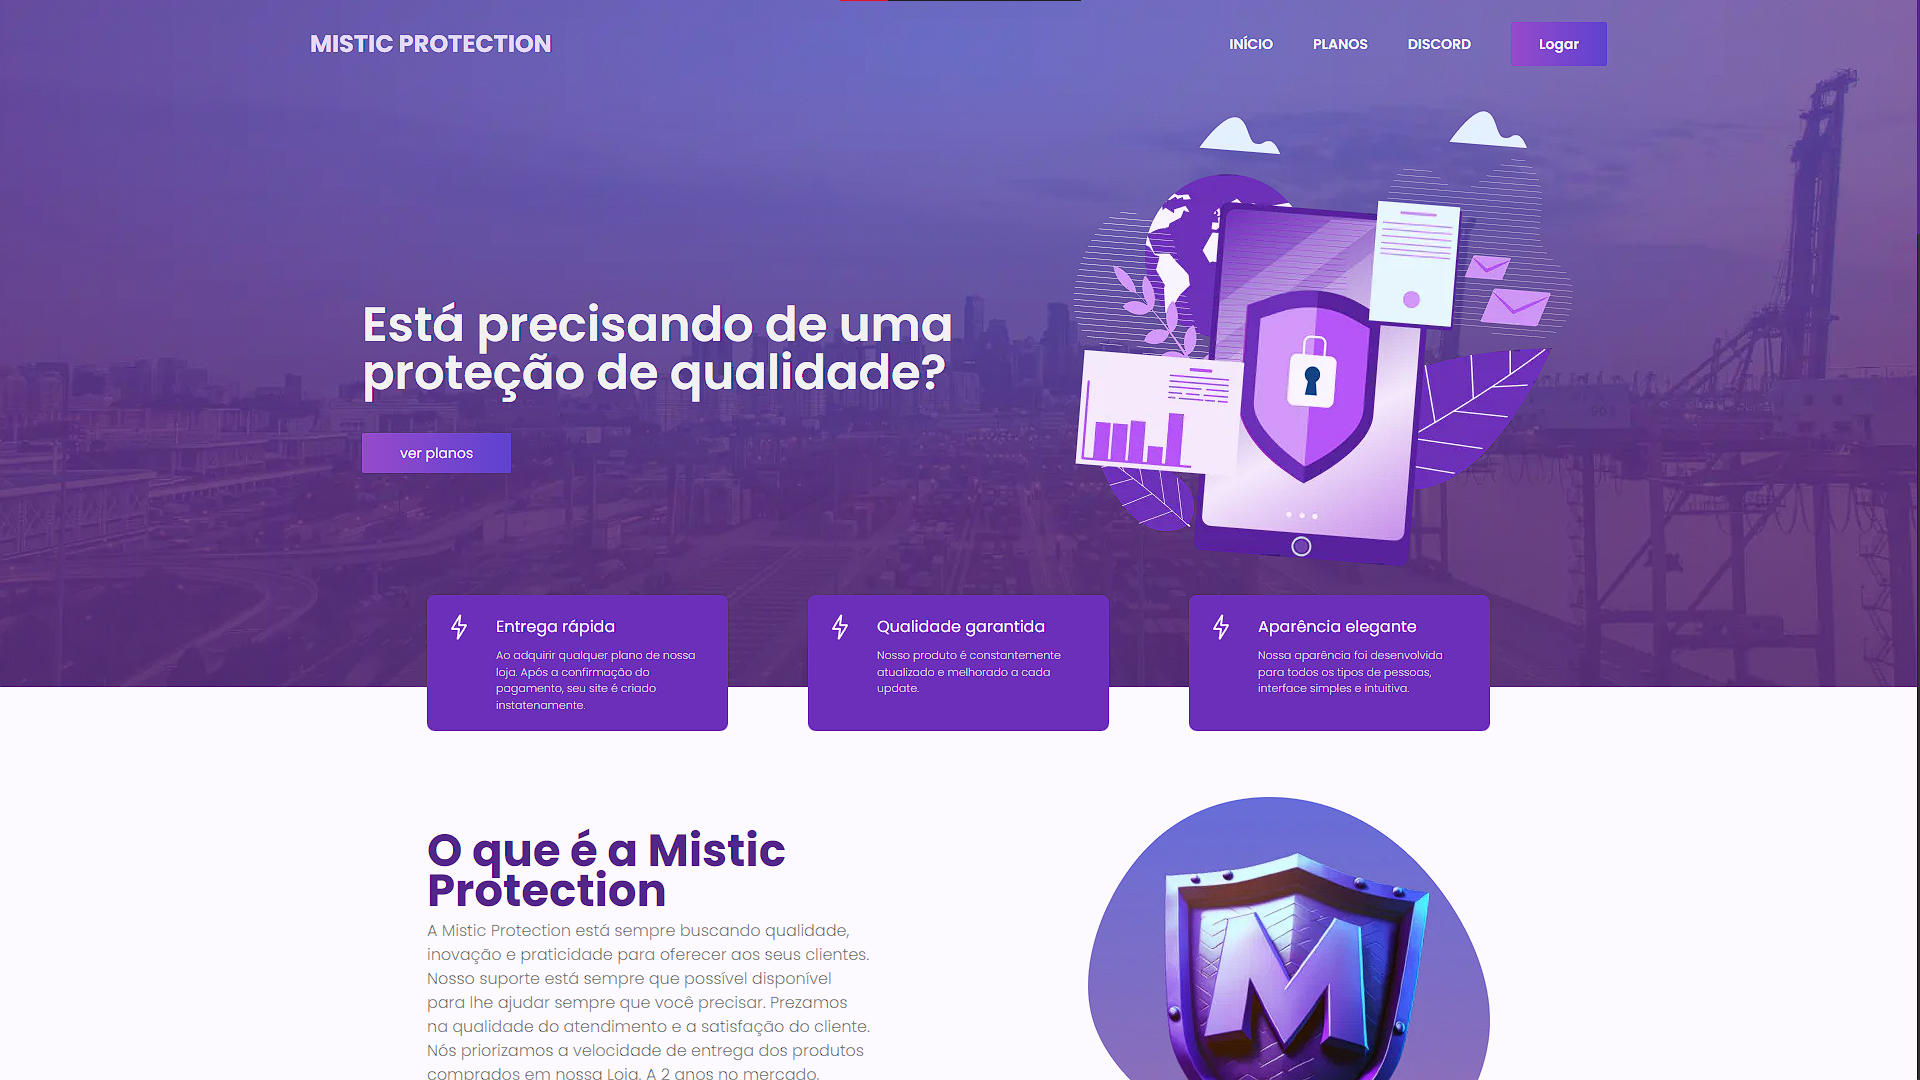 MISTIC PROTECTION
INÍCIO
PLANOS
DISCORD
Logar
Está precisando de uma
proteção de qualidade?
ver planos
Entrega rápida
Ao adquirir qualquer plano de nossa
loja. Após a confirmação do
pagamento, seu site é criado
instatenamente.
Qualidade garantida
Nosso produto é constantemente
atualizado e melhorado a cada
update.
Aparência elegante
Nossa aparência foi desenvolvida
para todos os tipos de pessoas,
interface simples e intuitiva.
O que é a Mistic
Protection
A Mistic Protection está sempre buscando qualidade,
inovação e praticidade para oferecer aos seus clientes.
Nosso suporte está sempre que possível disponível
para lhe ajudar sempre que você precisar. Prezamos
na qualidade do atendimento e a satisfação do cliente.
Nós priorizamos a velocidade de entrega dos produtos
comprados em nossa Loja. A 2 anos no mercado.
M